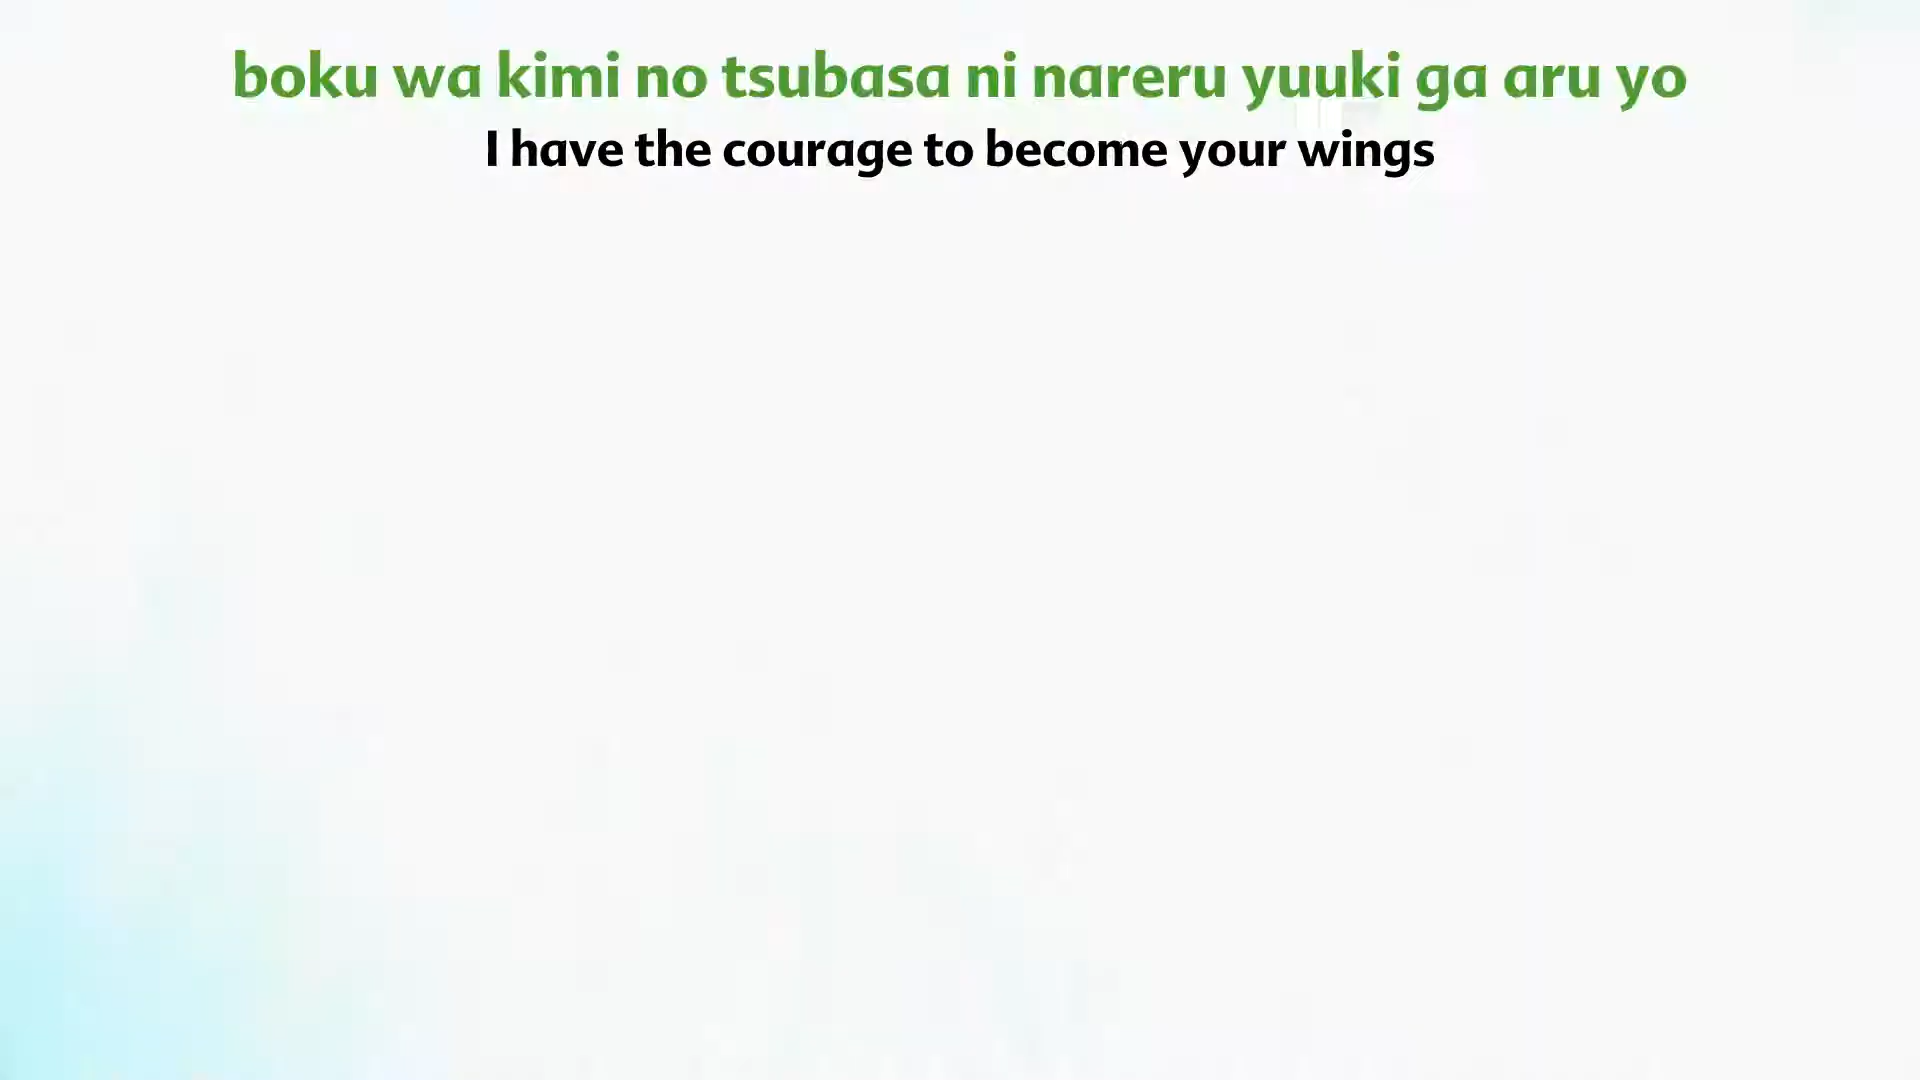 boku wa kimi no tsubasa ni nareru yuuki ga aru yo
I have the courage to become your wings